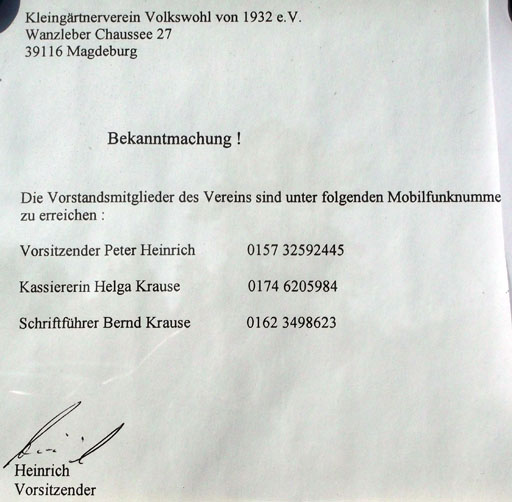 Kleingärtnerverein Volkswohl von 1932 e.V.
Wanzleber Chaussee 27
39116 Magdeburg
Bekanntmachung !
Die Vorstandsmitglieder des Vereins sind unter folgenden Mobilfunknumme
zu erreichen :
Vorsitzender Peter Heinrich 0157 32592445
Kassiererin Helga Krause 0174 6205984
Schriftführer Bernd Krause 0162 3498623
Heinrich
Vorsitzender